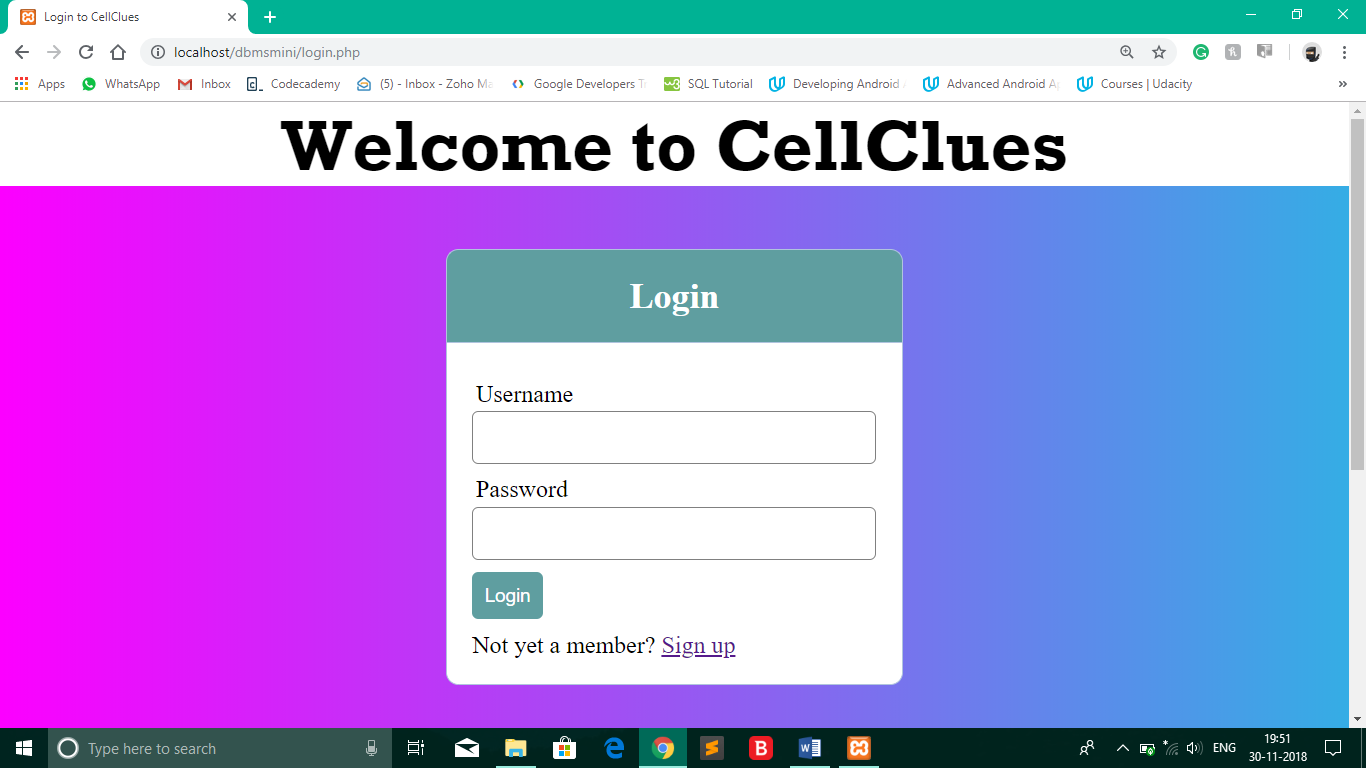 Login to CellClues
localhost/dbmsmini/login.php
Apps WhatsApp Inbox Codecademy (5) - Inbox - Zoho Ma Google Developers T SQL Tutorial Developing Android Advanced Android Ap Courses | Udacity »
Welcome to CellClues
Login
Username
Password
Login
Not yet a member? Sign up
Type here to search
ENG
19:51
30-11-2018